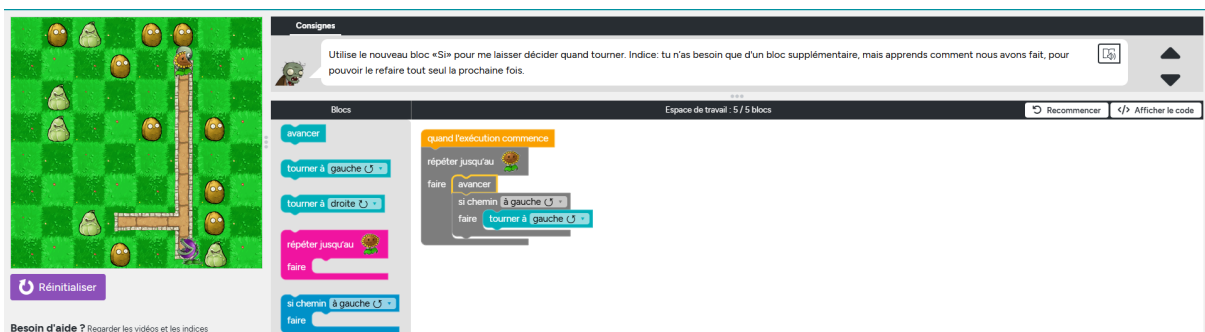 Consignes
Utilise le nouveau bloc «Si» pour me laisser décider quand tourner. Indice: tu n'as besoin que d'un bloc supplémentaire, mais apprends comment nous avons fait, pour
pouvoir le refaire tout seul la prochaine fois.
Blocs
Espace de travail : 5 / 5 blocs
Recommencer
</> Afficher le code
avancer
tourner à gauche
tourner à droite
répéter jusqu'au
faire
si chemin à gauche
faire
quand l'exécution commence
répéter jusqu'au
faire avancer
si chemin à gauche
faire tourner à gauche
Réinitialiser
Besoin d'aide ? Regarder les vidéos et les indices